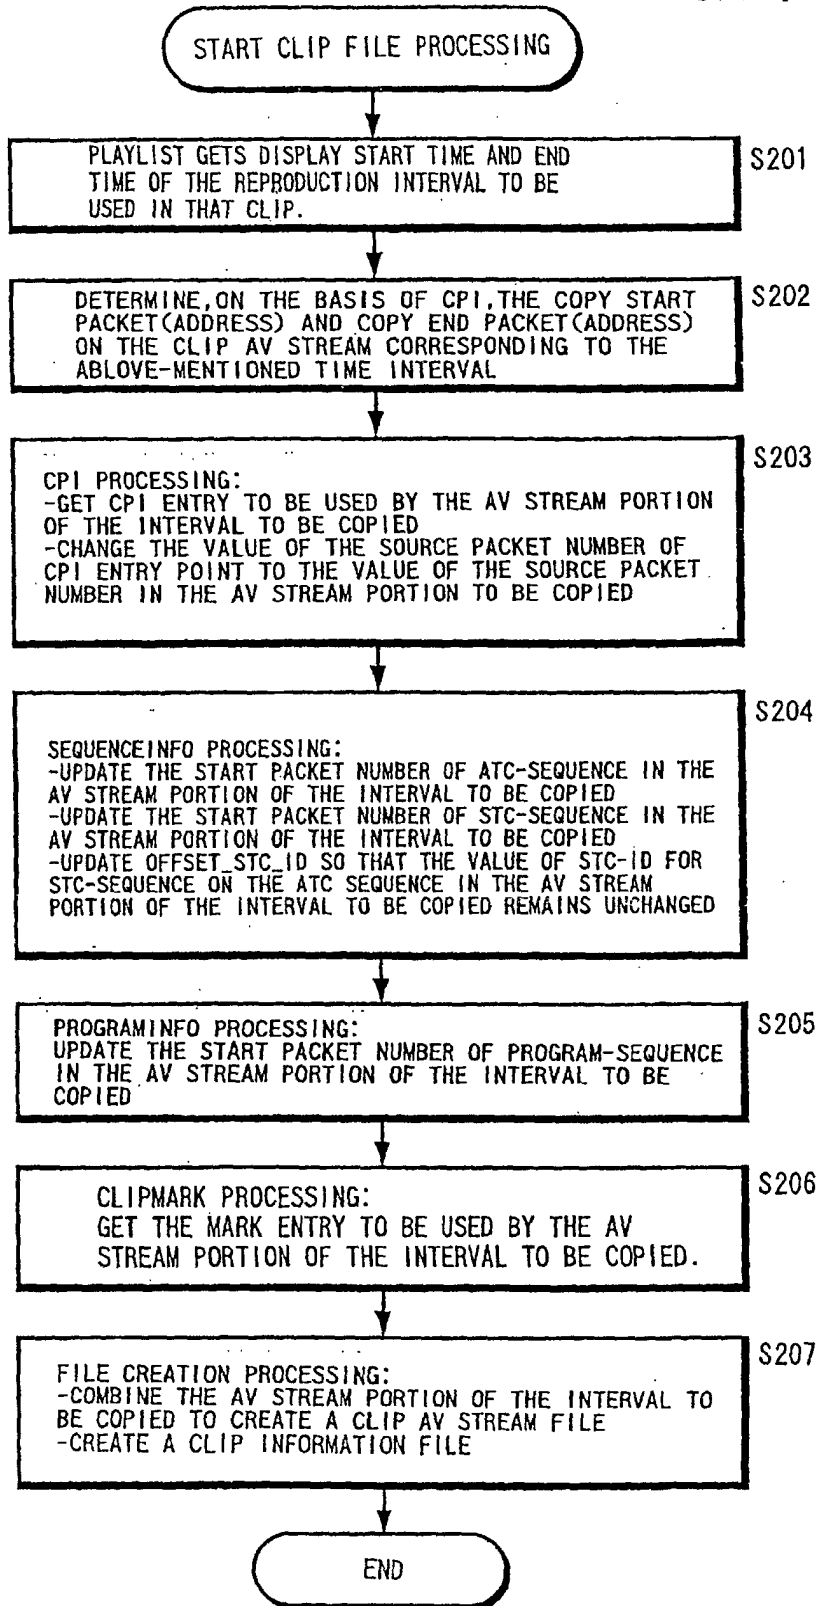 START CLIP FILE PROCESSING
PLAYLIST GETS DISPLAY START TIME AND END
TIME OF THE REPRODUCTION INTERVAL TO BE
USED IN THAT CLIP.
S201
DETERMINE,ON THE BASIS OF CPI,THE COPY START
PACKET(ADDRESS) AND COPY END PACKET(ADDRESS)
ON THE CLIP AV STREAM CORRESPONDING TO THE
ABLOVE-MENTIONED TIME INTERVAL
S202
CPI PROCESSING:
-GET CPI ENTRY TO BE USED BY THE AV STREAM PORTION
OF THE INTERVAL TO BE COPIED
-CHANGE THE VALUE OF THE SOURCE PACKET NUMBER OF
CPI ENTRY POINT TO THE VALUE OF THE SOURCE PACKET
NUMBER IN THE AV STREAM PORTION TO BE COPIED
S203
SEQUENCEINFO PROCESSING:
-UPDATE THE START PACKET NUMBER OF ATC-SEQUENCE IN THE
AV STREAM PORTION OF THE INTERVAL TO BE COPIED
-UPDATE THE START PACKET NUMBER OF STC-SEQUENCE IN THE
AV STREAM PORTION OF THE INTERVAL TO BE COPIED
-UPDATE OFFSET_STC_ID SO THAT THE VALUE OF STC-ID FOR
STC-SEQUENCE ON THE ATC SEQUENCE IN THE AV STREAM
PORTION OF THE INTERVAL TO BE COPIED REMAINS UNCHANGED
S204
PROGRAMINFO PROCESSING:
UPDATE THE START PACKET NUMBER OF PROGRAM-SEQUENCE
IN THE AV STREAM PORTION OF THE INTERVAL TO BE
COPIED
S205
CLIPMARK PROCESSING:
GET THE MARK ENTRY TO BE USED BY THE AV
STREAM PORTION OF THE INTERVAL TO BE COPIED.
S206
FILE CREATION PROCESSING:
-COMBINE THE AV STREAM PORTION OF THE INTERVAL TO
BE COPIED TO CREATE A CLIP AV STREAM FILE
-CREATE A CLIP INFORMATION FILE
S207
END